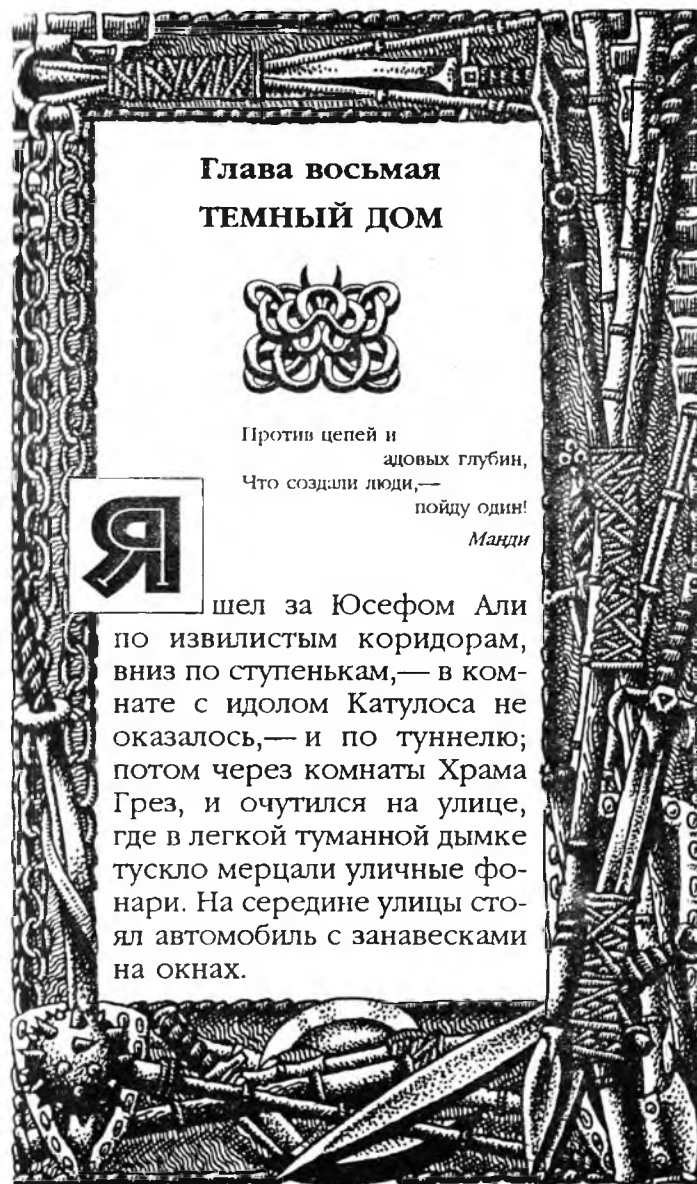 Глава восьмая
ТЕМНЫЙ ДОМ
Против цепей и
адовых глубин,
Что создали люди,—
пойду один!
Манди
Я шел за Юсефом Али
по извилистым коридорам,
вниз по ступенькам,— в ком-
нате с идолом Катулоса не
оказалось,— и по туннелю;
потом через комнаты Храма
Грез, и очутился на улице,
где в легкой туманной дымке
тускло мерцали уличные фо-
нари. На середине улицы сто-
ял автомобиль с занавесками
на окнах.